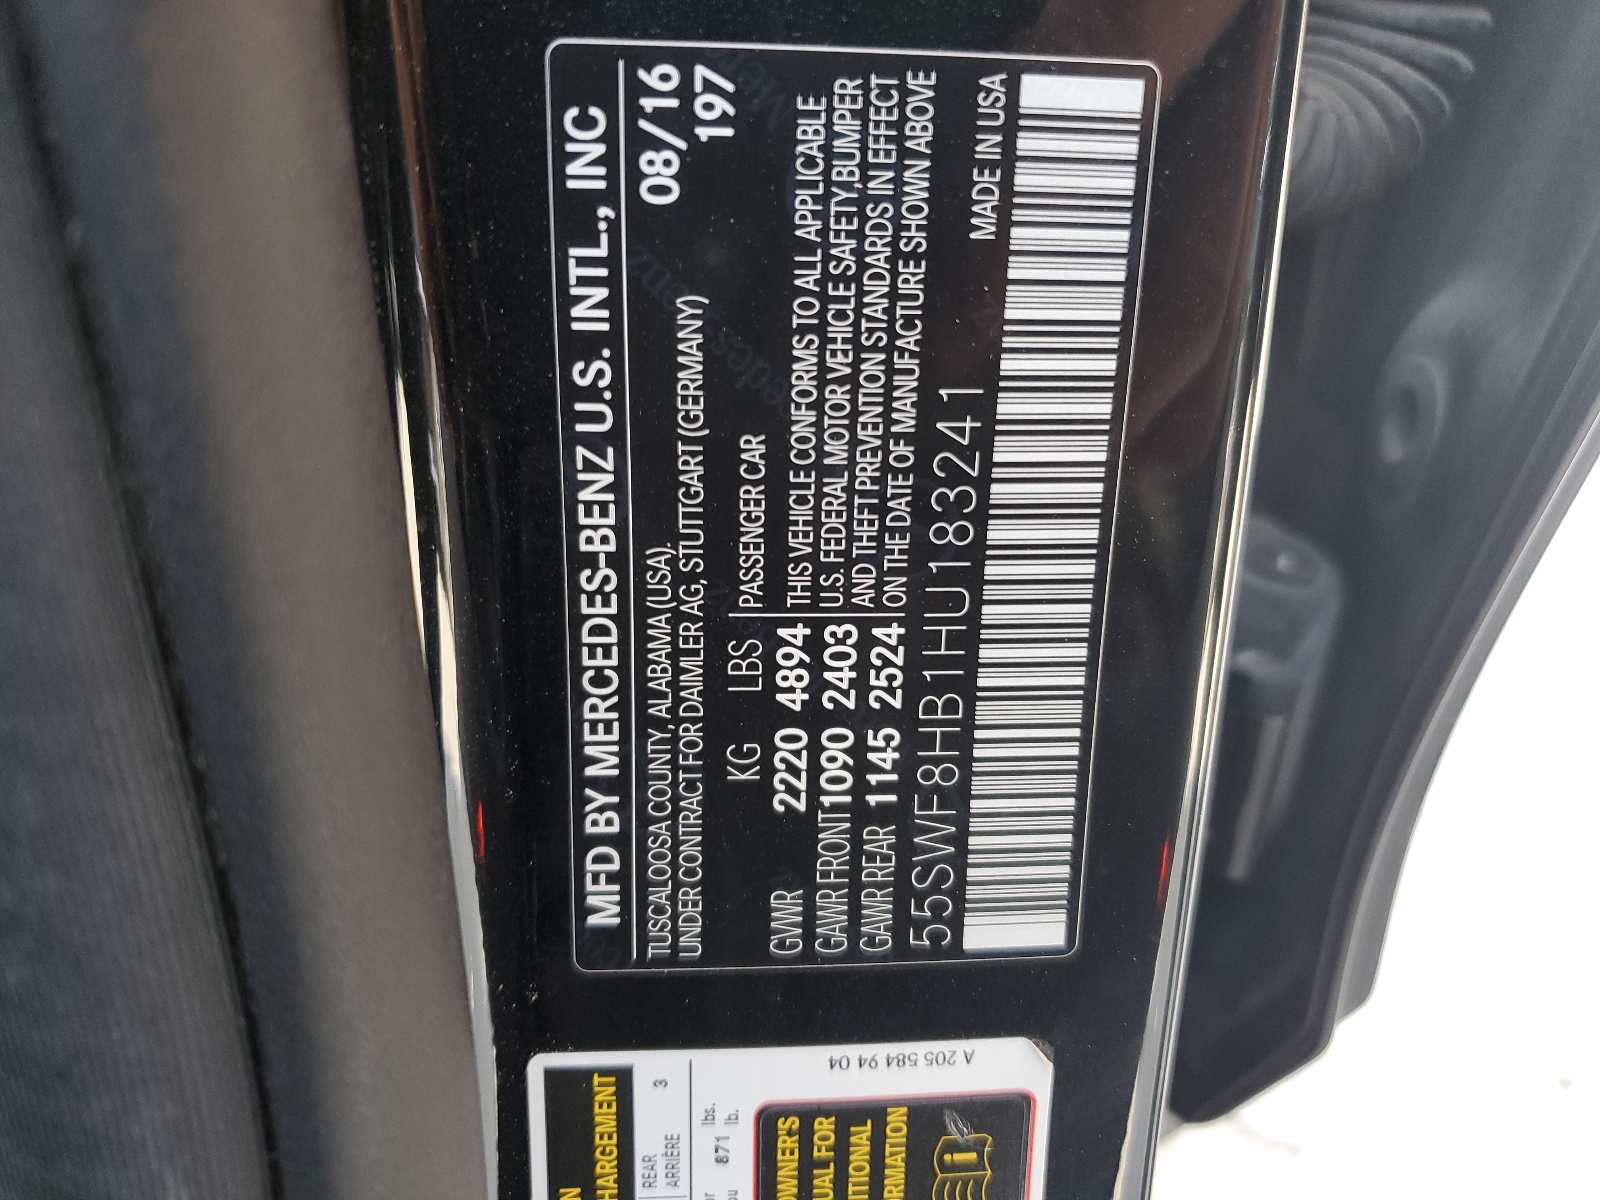 MFD BY MERCEDES-BENZ U.S. INTL., INC
TUSCALOOSA COUNTY, ALABAMA (USA). 08/16
UNDER CONTRACT FOR DAIMLER AG, STUTTGART (GERMANY) 197
KG LBS PASSENGER CAR
GVWR 2220 4894 THIS VEHICLE CONFORMS TO ALL APPLICABLE
GAWR FRONT 1090 2403 U.S. FEDERAL MOTOR VEHICLE SAFETY,BUMPER
GAWR REAR 1145 2524 AND THEFT PREVENTION STANDARDS IN EFFECT
ON THE DATE OF MANUFACTURE SHOWN ABOVE
55SWF8HB1HU183241 MADE IN USA
HARGEMENT
REAR 3
ARRIÈRE
lbs.
871 lb.
OWNER'S
UAL FOR
ITIONAL
RMATION
A 205 584 94 04